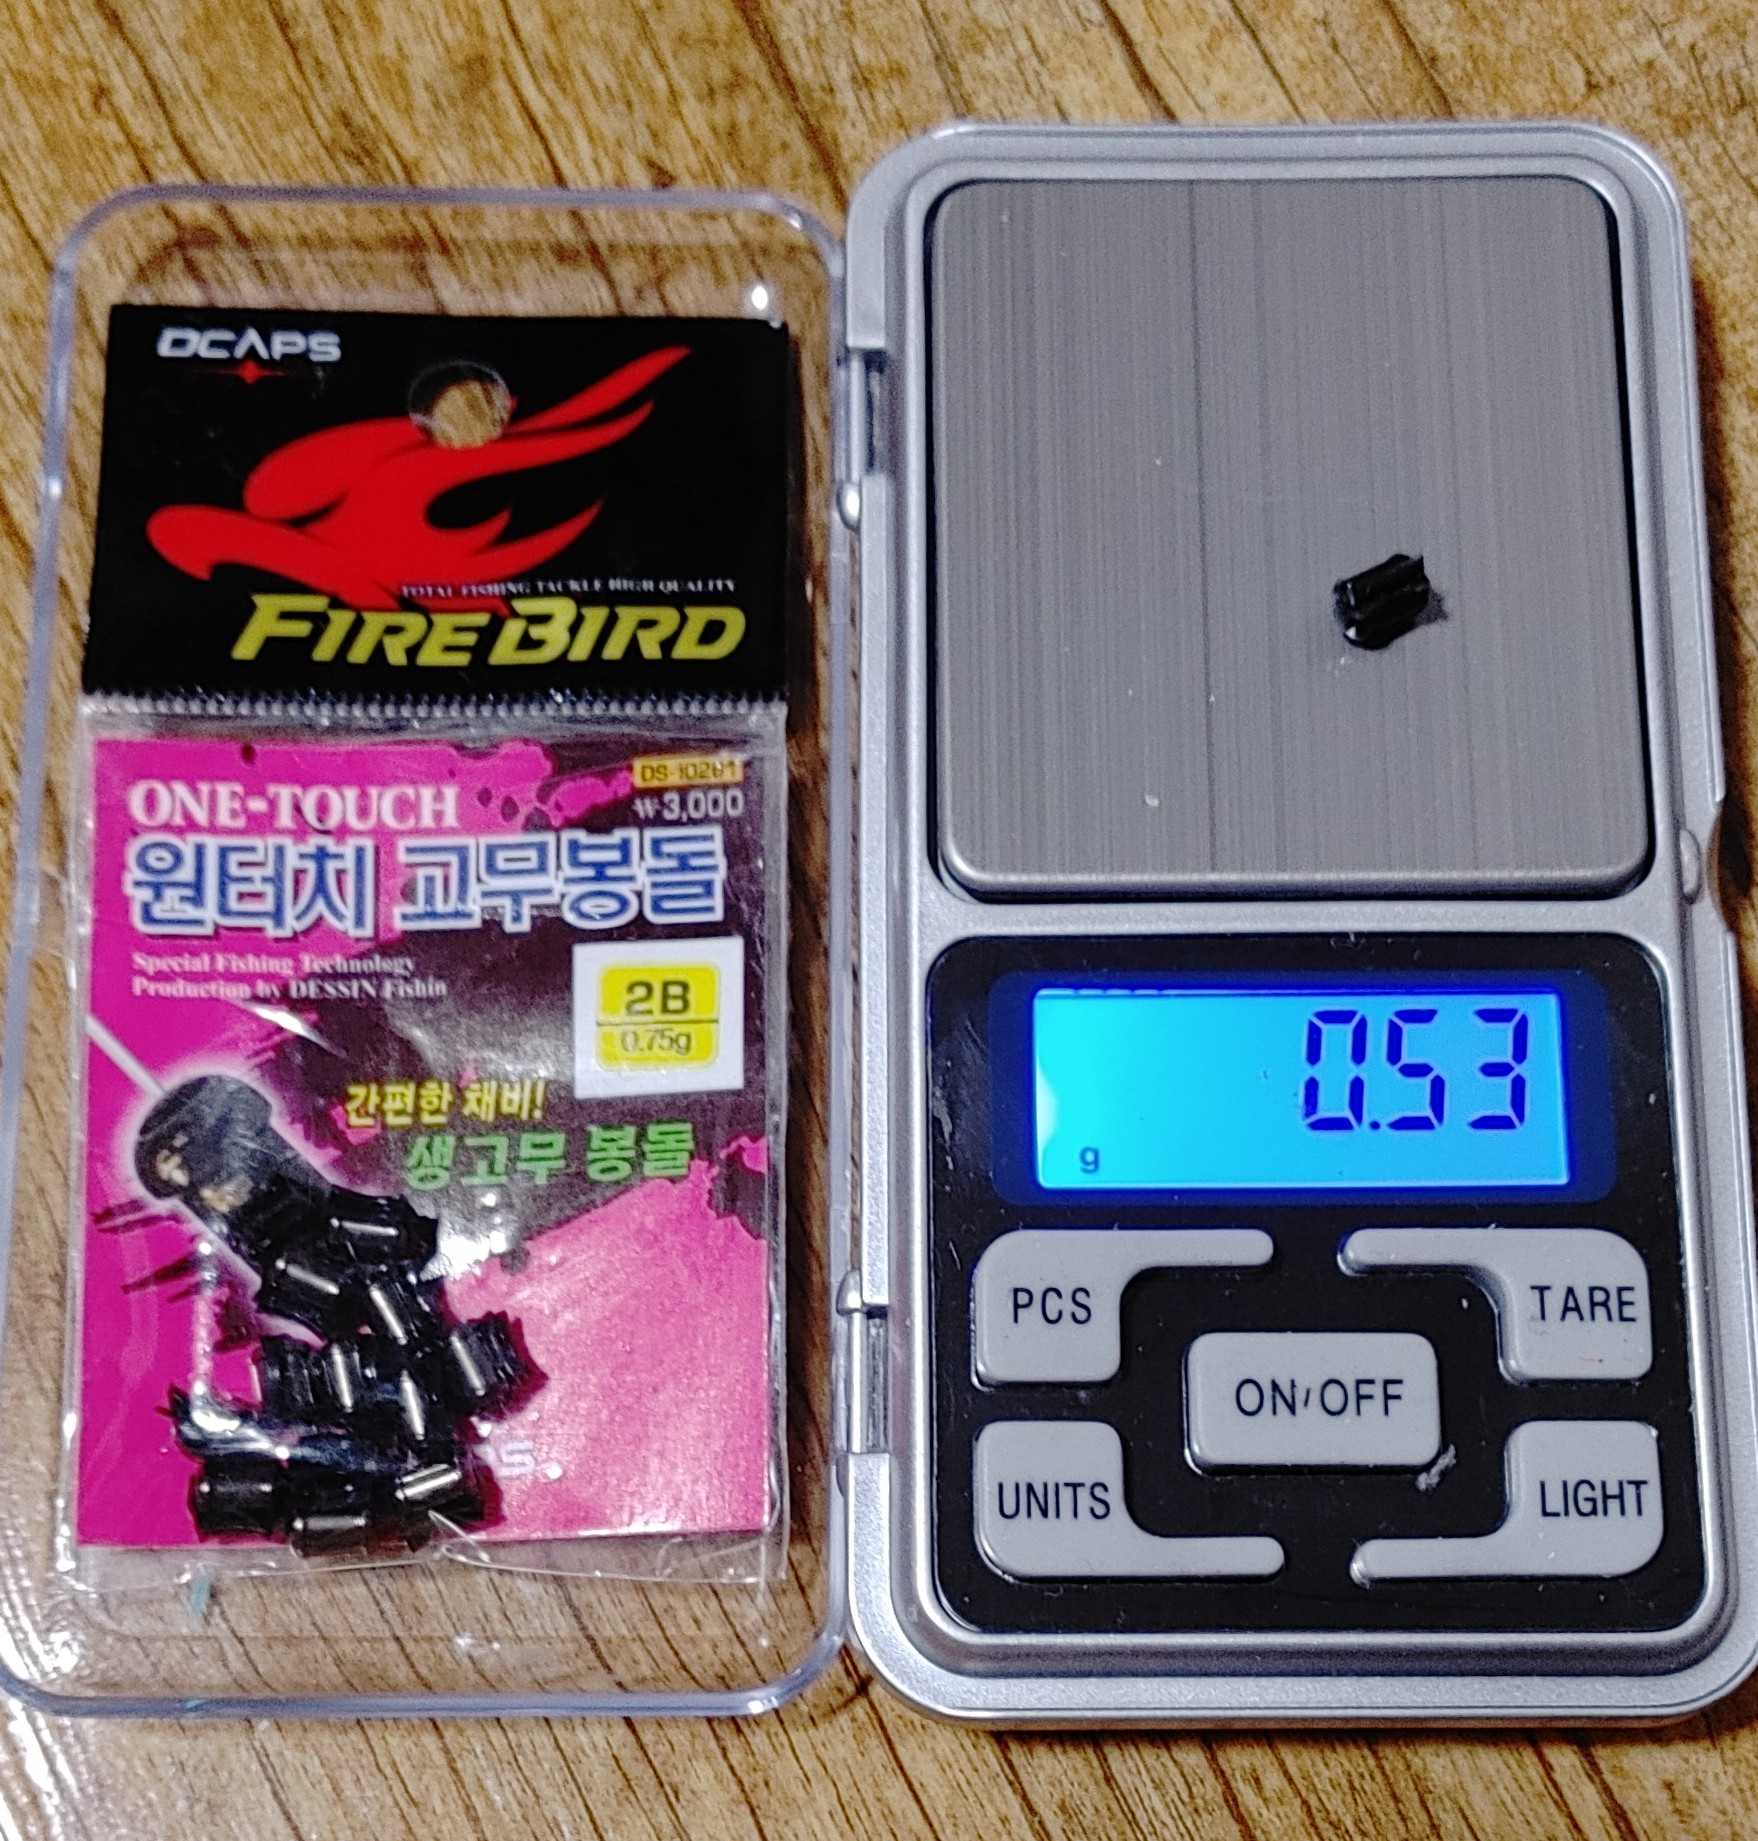 DCAPS
TOTAL FISHING TACKLE HIGH QUALITY
FIREBIRD
DS-10281
₩3,000
ONE-TOUCH
원터치 고무봉돌
Special Fishing Technology
Production by DESSIN Fishin
2B
0.75g
간편한 채비!
생고무 봉돌
0.53
g
PCS
TARE
ON/OFF
UNITS
LIGHT